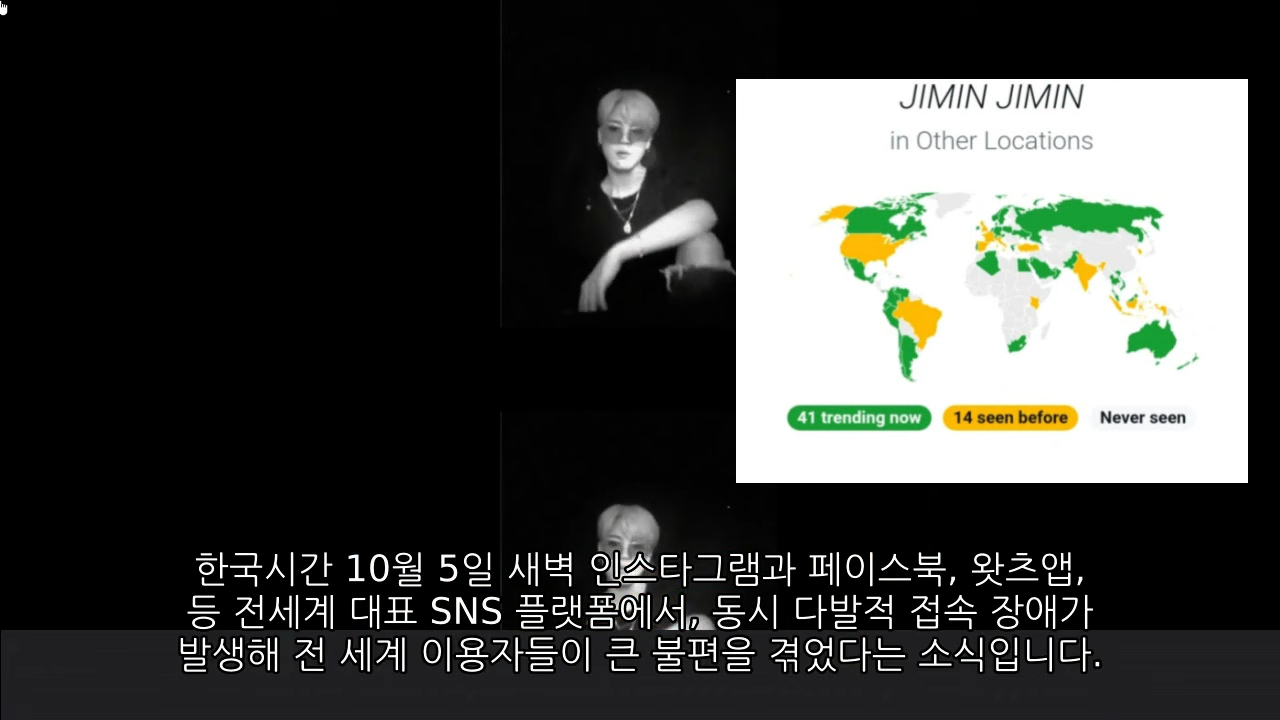 JIMIN JIMIN
in Other Locations
41 trending now
14 seen before
Never seen
한국시간 10월 5일 새벽 인스타그램과 페이스북, 왓츠앱,
등 전세계 대표 SNS 플랫폼에서, 동시 다발적 접속 장애가
발생해 전 세계 이용자들이 큰 불편을 겪었다는 소식입니다.